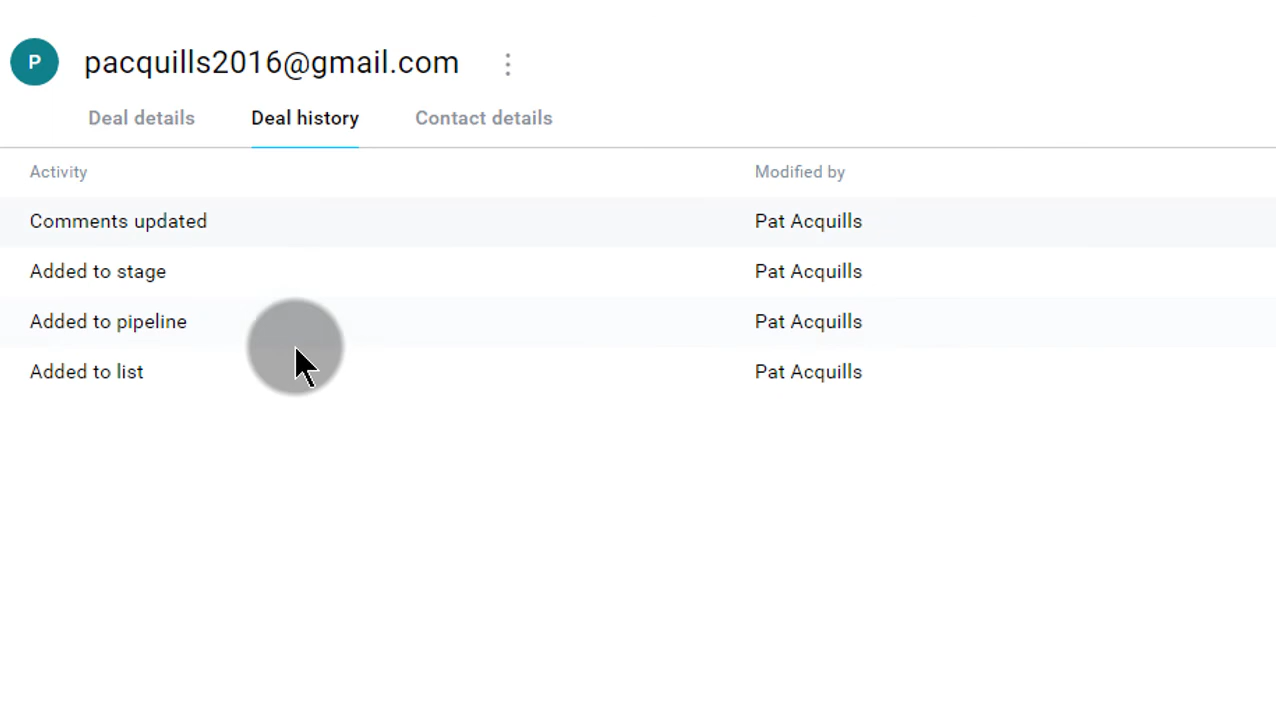 P pacquills2016@gmail.com
Deal details Deal history Contact details
Activity Modified by
Comments updated Pat Acquills
Added to stage Pat Acquills
Added to pipeline Pat Acquills
Added to list Pat Acquills